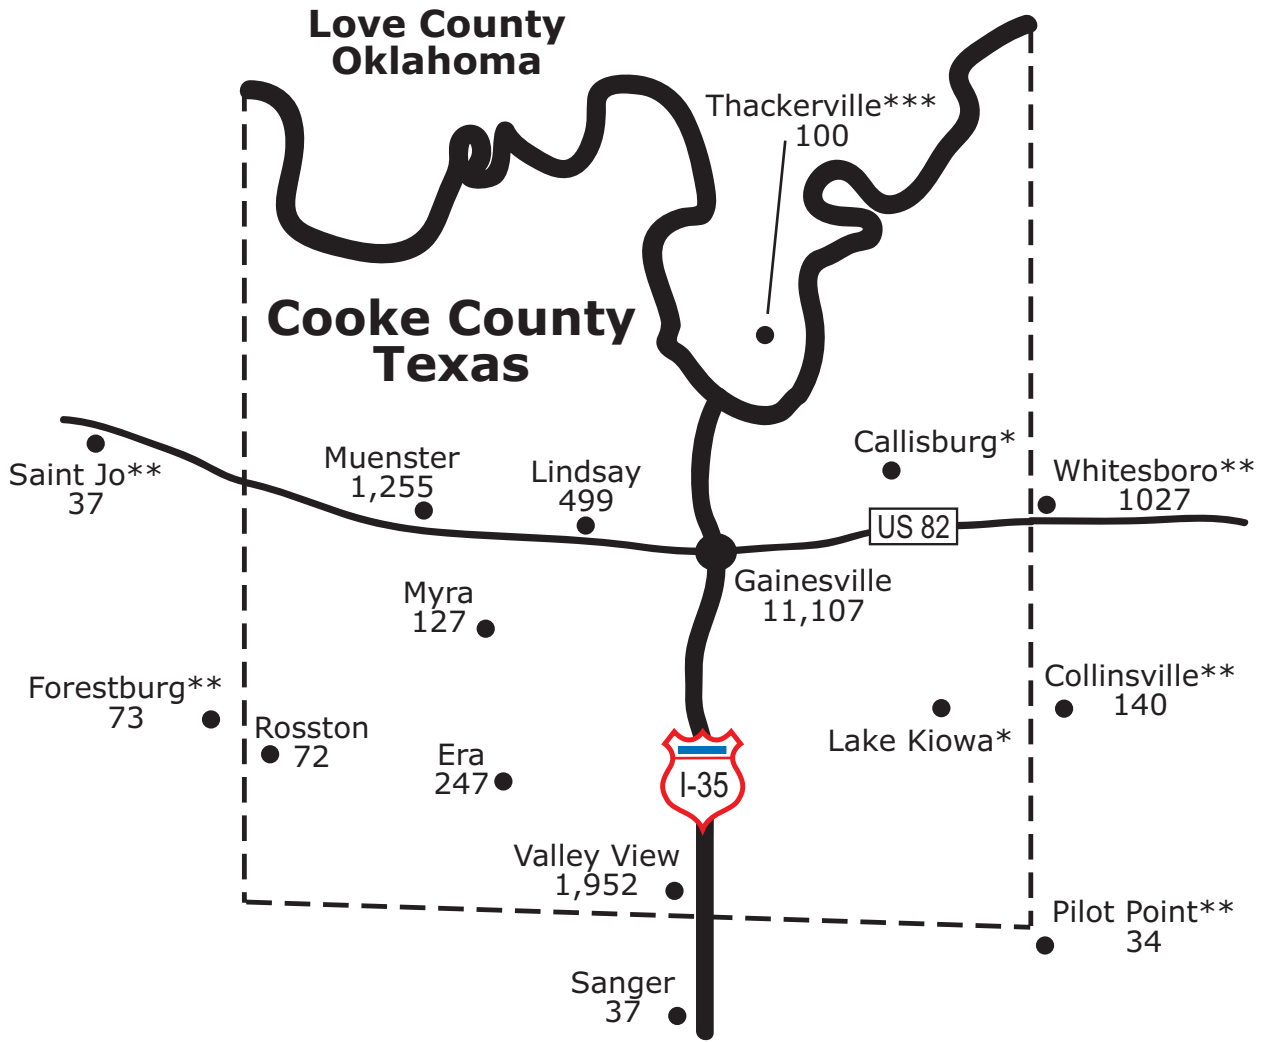 Love County
Oklahoma
Thackerville***
100
Cooke County
Texas
Saint Jo**
37
Muenster
1,255
Lindsay
499
Callisburg*
Whitesboro**
1027
US 82
Gainesville
11,107
Myra
127
Forestburg**
73
Rosston
72
Era
247
I-35
Lake Kiowa*
Collinsville**
140
Valley View
1,952
Pilot Point**
34
Sanger
37